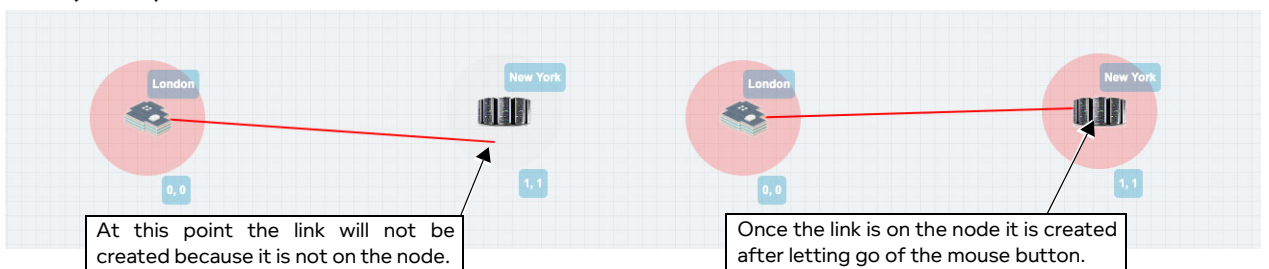 London
New York
0, 0
1, 1
At this point the link will not be
created because it is not on the node.
London
New York
0, 0
1, 1
Once the link is on the node it is created
after letting go of the mouse button.